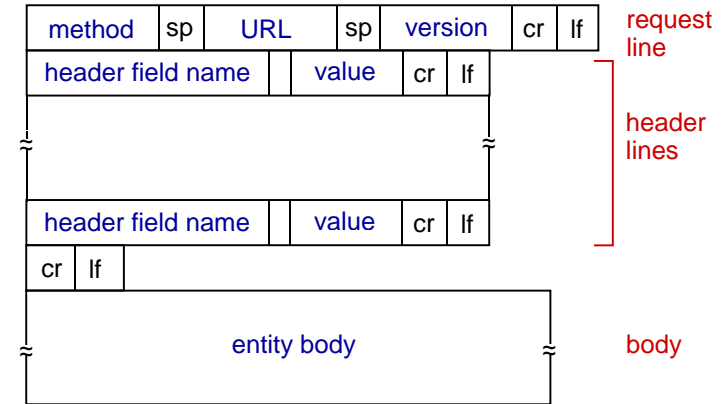 method sp URL sp version cr lf
request
line
header field name value cr lf
header
lines
≈ ≈
header field name value cr lf
cr lf
entity body
≈ ≈
body